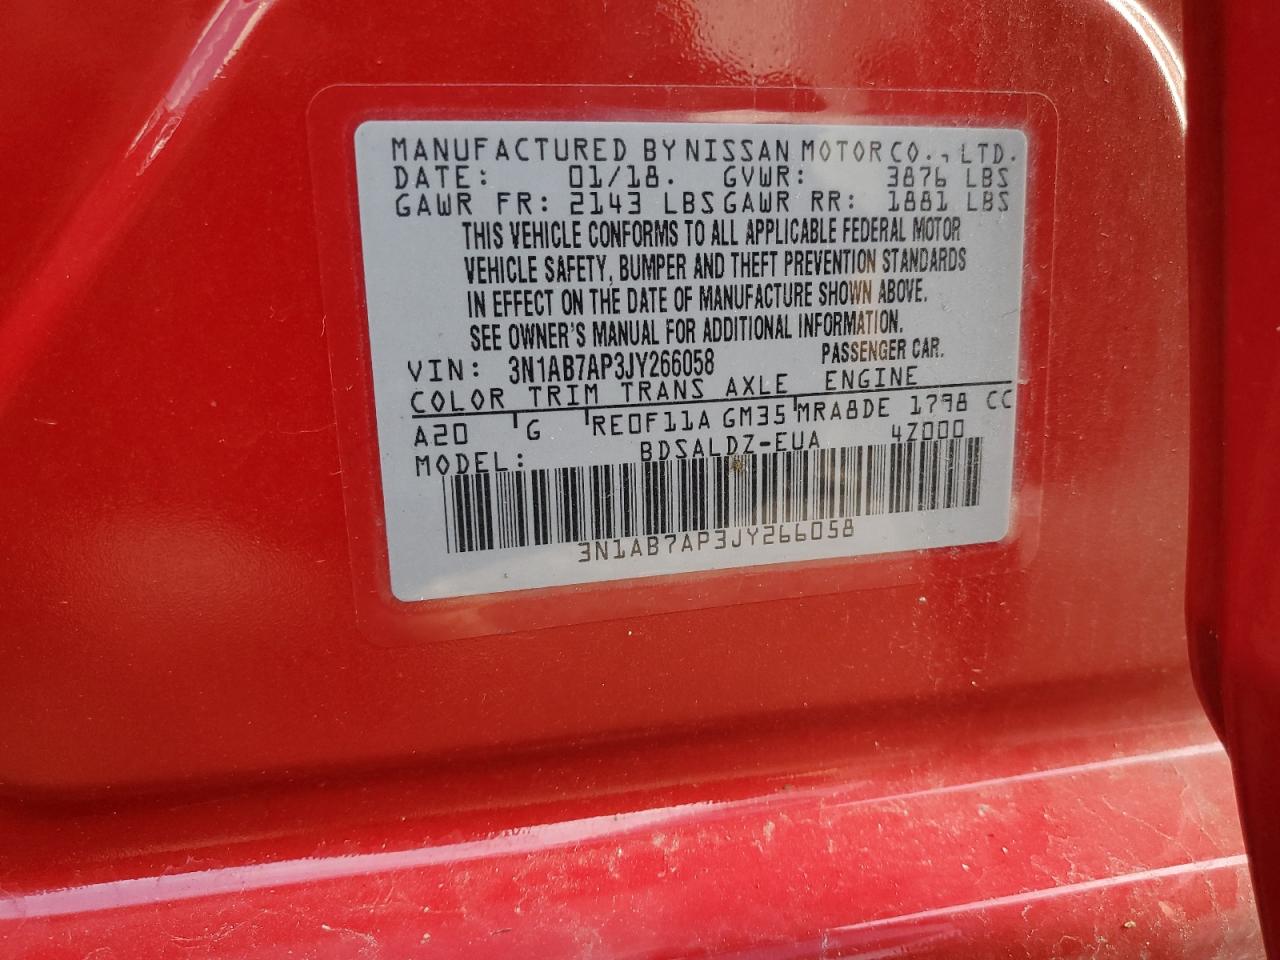 MANUFACTURED BY NISSAN MOTOR CO., LTD.
DATE: 01/18. GVWR: 3876 LBS
GAWR FR: 2143 LBS GAWR RR: 1881 LBS
THIS VEHICLE CONFORMS TO ALL APPLICABLE FEDERAL MOTOR
VEHICLE SAFETY, BUMPER AND THEFT PREVENTION STANDARDS
IN EFFECT ON THE DATE OF MANUFACTURE SHOWN ABOVE.
SEE OWNER'S MANUAL FOR ADDITIONAL INFORMATION.
VIN: 3N1AB7AP3JY266058 PASSENGER CAR.
COLOR TRIM TRANS AXLE ENGINE
A20 G RE0F11A GM35 MRA8DE 1798 CC
MODEL: BDSALDZ-EUA 4Z000
3N1AB7AP3JY266058